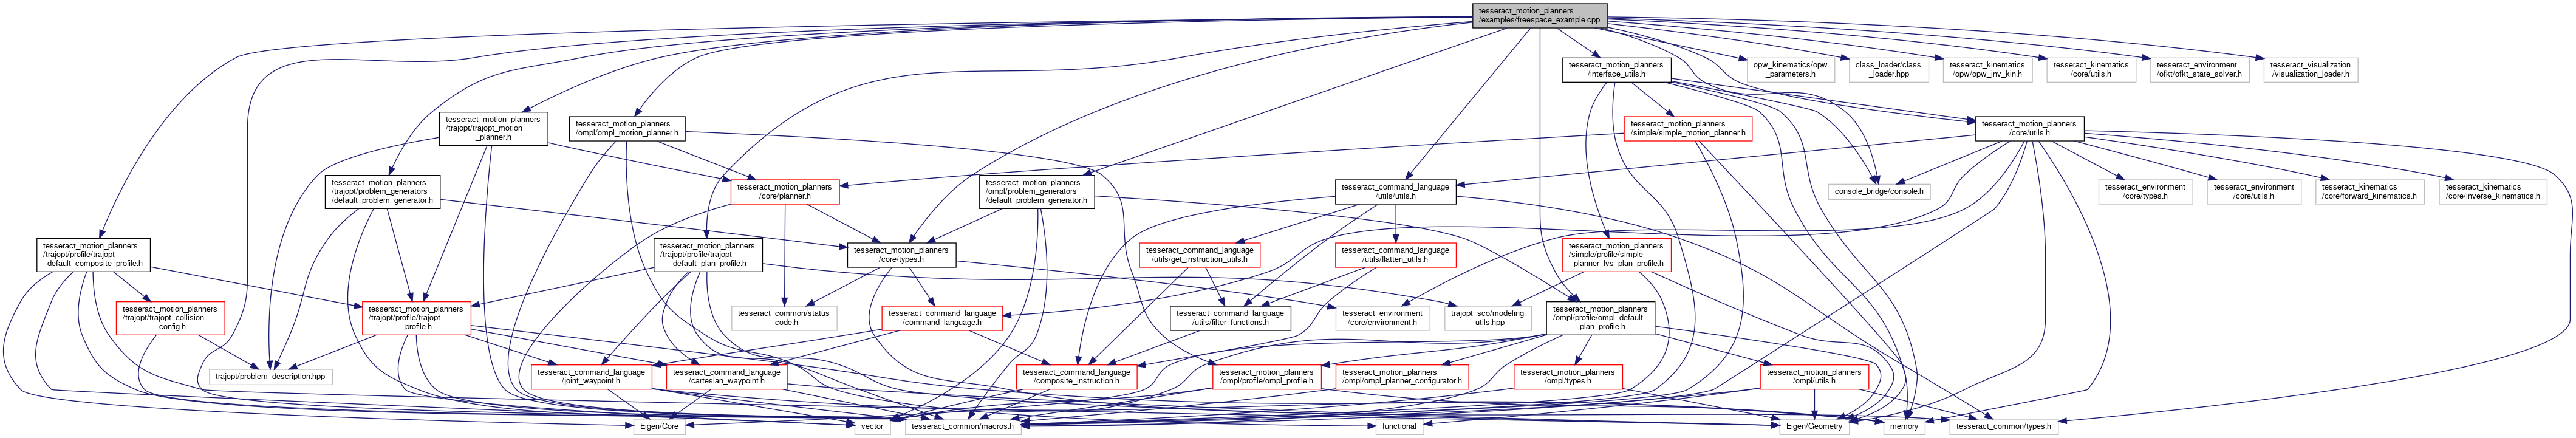 tesseract_motion_planners
/examples/freespace_example.cpp
tesseract_motion_planners
/interface_utils.h
opw_kinematics/opw
_parameters.h
class_loader/class
_loader.hpp
tesseract_kinematics
/opw/opw_inv_kin.h
tesseract_kinematics
/core/utils.h
tesseract_environment
/ofkt/ofkt_state_solver.h
tesseract_visualization
/visualization_loader.h
tesseract_motion_planners
/trajopt/trajopt_motion
_planner.h
tesseract_motion_planners
/ompl/ompl_motion_planner.h
tesseract_motion_planners
/simple/simple_motion_planner.h
tesseract_motion_planners
/core/utils.h
tesseract_motion_planners
/trajopt/problem_generators
/default_problem_generator.h
tesseract_motion_planners
/core/planner.h
tesseract_motion_planners
/ompl/problem_generators
/default_problem_generator.h
tesseract_command_language
/utils/utils.h
console_bridge/console.h
tesseract_environment
/core/types.h
tesseract_environment
/core/utils.h
tesseract_kinematics
/core/forward_kinematics.h
tesseract_kinematics
/core/inverse_kinematics.h
tesseract_motion_planners
/trajopt/profile/trajopt
_default_composite_profile.h
tesseract_motion_planners
/trajopt/profile/trajopt
_default_plan_profile.h
tesseract_motion_planners
/core/types.h
tesseract_command_language
/utils/get_instruction_utils.h
tesseract_command_language
/utils/flatten_utils.h
tesseract_motion_planners
/simple/profile/simple
_planner_lvs_plan_profile.h
tesseract_motion_planners
/trajopt/trajopt_collision
_config.h
tesseract_motion_planners
/trajopt/profile/trajopt
_profile.h
tesseract_common/status
_code.h
tesseract_command_language
/command_language.h
tesseract_command_language
/utils/filter_functions.h
tesseract_environment
/core/environment.h
trajopt_sco/modeling
_utils.hpp
tesseract_motion_planners
/ompl/profile/ompl_default
_plan_profile.h
trajopt/problem_description.hpp
tesseract_command_language
/joint_waypoint.h
tesseract_command_language
/cartesian_waypoint.h
tesseract_command_language
/composite_instruction.h
tesseract_motion_planners
/ompl/profile/ompl_profile.h
tesseract_motion_planners
/ompl/ompl_planner_configurator.h
tesseract_motion_planners
/ompl/types.h
tesseract_motion_planners
/ompl/utils.h
Eigen/Core
vector
tesseract_common/macros.h
functional
Eigen/Geometry
memory
tesseract_common/types.h